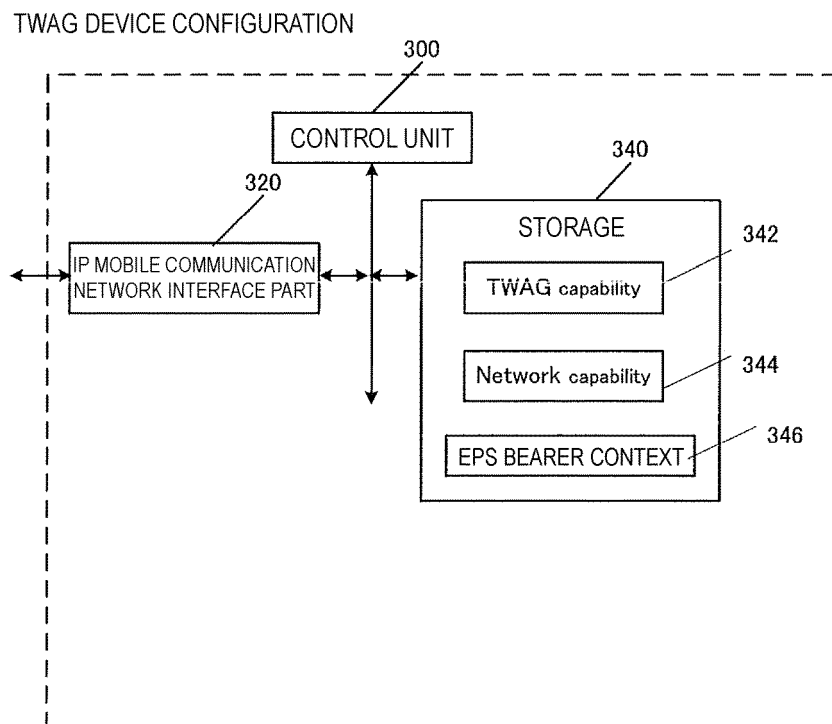 TWAG DEVICE CONFIGURATION
300
CONTROL UNIT
320
IP MOBILE COMMUNICATION
NETWORK INTERFACE PART
340
STORAGE
342
TWAG capability
344
Network capability
346
EPS BEARER CONTEXT